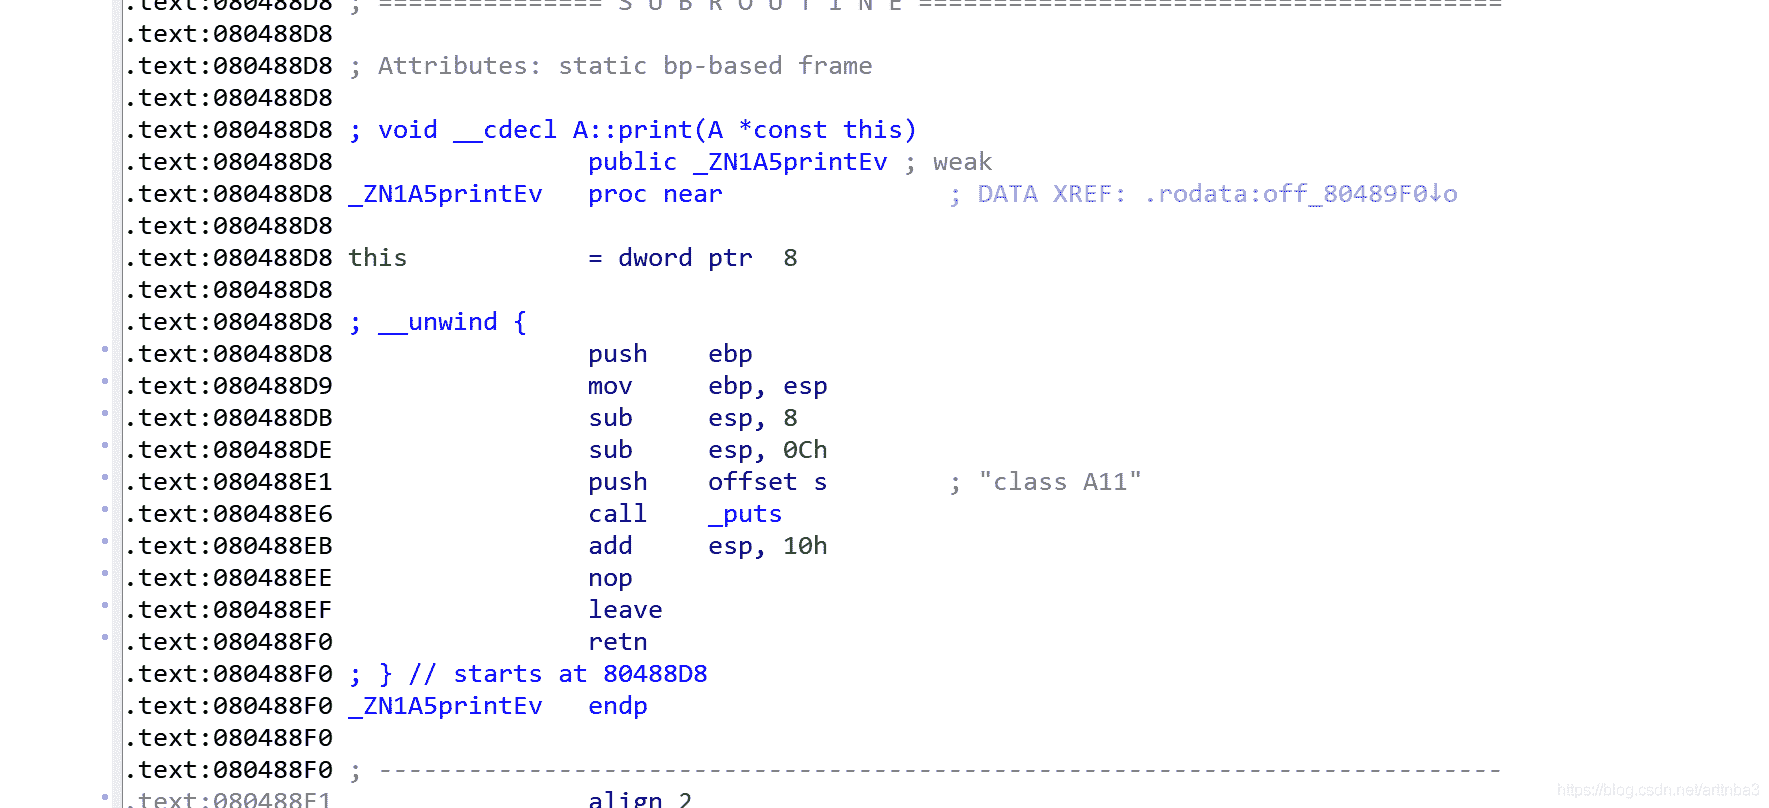 .text:080488D8 ; =============== S U B R O U T I N E =======================================
.text:080488D8
.text:080488D8 ; Attributes: static bp-based frame
.text:080488D8
.text:080488D8 ; void __cdecl A::print(A *const this)
.text:080488D8                 public _ZN1A5printEv ; weak
.text:080488D8 _ZN1A5printEv   proc near               ; DATA XREF: .rodata:off_80489F0↓o
.text:080488D8
.text:080488D8 this            = dword ptr  8
.text:080488D8
.text:080488D8 ; __unwind {
.text:080488D8                 push    ebp
.text:080488D9                 mov     ebp, esp
.text:080488DB                 sub     esp, 8
.text:080488DE                 sub     esp, 0Ch
.text:080488E1                 push    offset s        ; "class A11"
.text:080488E6                 call    _puts
.text:080488EB                 add     esp, 10h
.text:080488EE                 nop
.text:080488EF                 leave
.text:080488F0                 retn
.text:080488F0 ; } // starts at 80488D8
.text:080488F0 _ZN1A5printEv   endp
.text:080488F0
.text:080488F0 ; ---------------------------------------------------------------------------
.text:080488F1                 align 2
https://blog.csdn.net/arttnba3